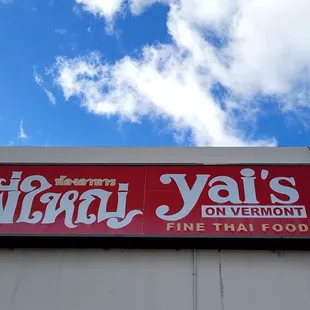 ห้องอาหาร
พี่ใหญ่
yai's
ON VERMONT
FINE THAI FOOD